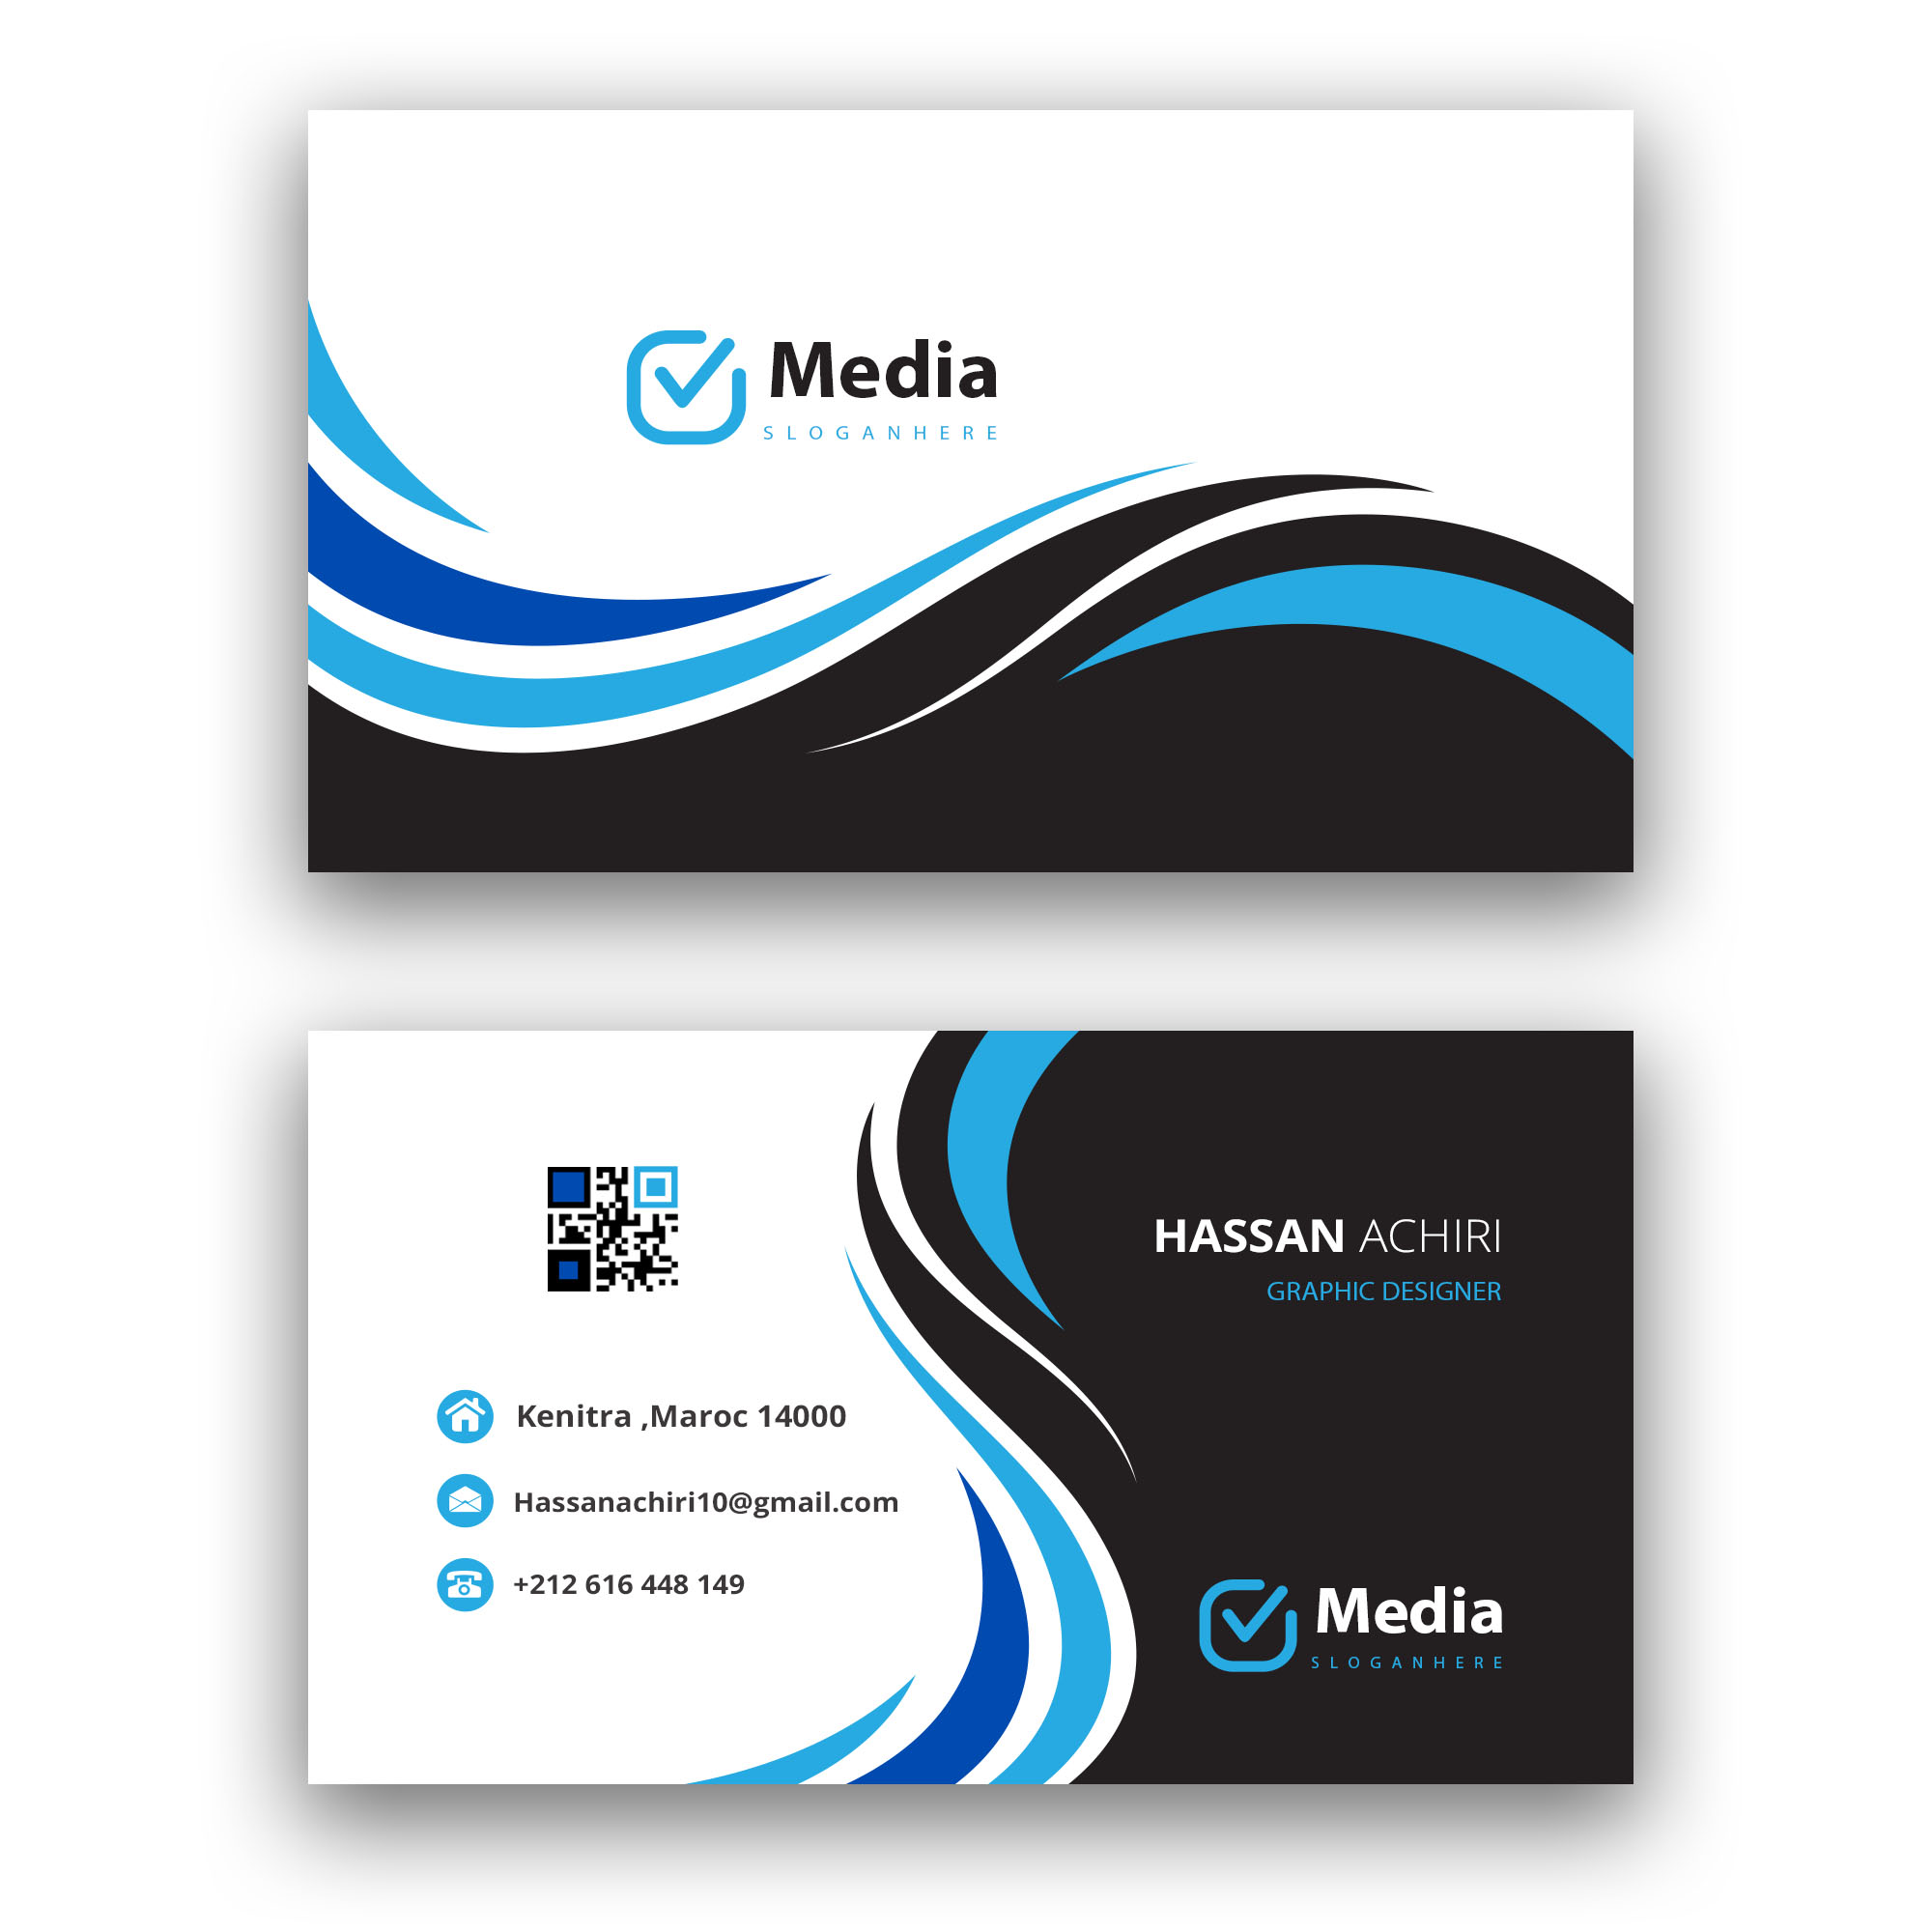 Media
SLOGANHERE
HASSAN ACHIRI
GRAPHIC DESIGNER
Kenitra ,Maroc 14000
Hassanachiri10@gmail.com
+212 616 448 149
Media
SLOGANHERE